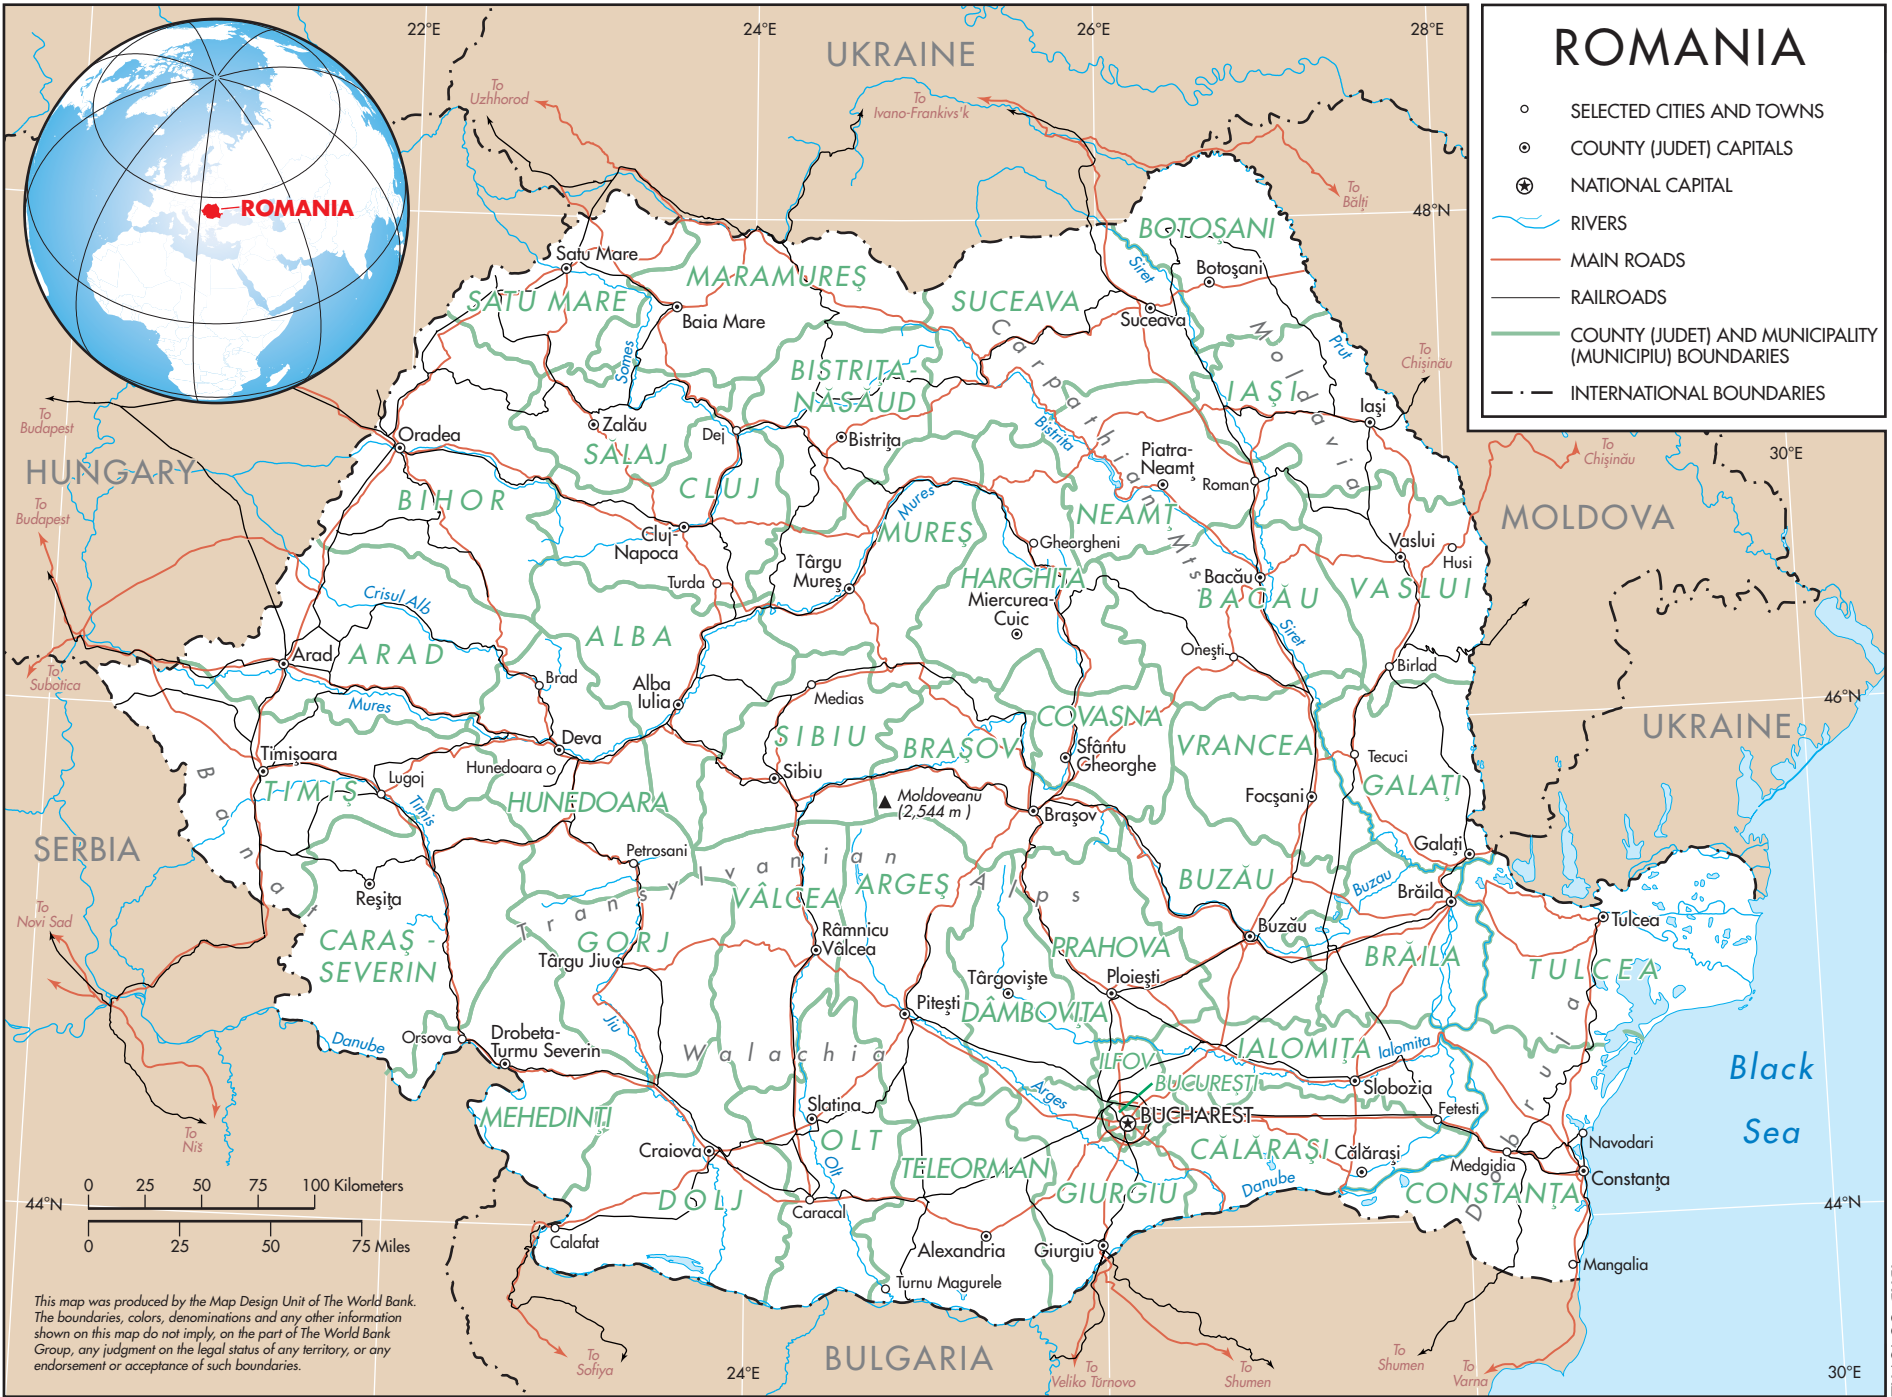 22°E
24°E
26°E
28°E
UKRAINE
ROMANIA
SELECTED CITIES AND TOWNS
COUNTY (JUDET) CAPITALS
NATIONAL CAPITAL
RIVERS
MAIN ROADS
RAILROADS
COUNTY (JUDET) AND MUNICIPALITY
(MUNICIPIU) BOUNDARIES
INTERNATIONAL BOUNDARIES
ROMANIA
To
Uzhhorod
To
Ivano-Frankivs'k
To
Bălţi
48°N
BOTOŞANI
Botoşani
Siret
Satu Mare
SATU MARE
MARAMUREŞ
Baia Mare
SUCEAVA
Suceava
Carpathian Mts.
Moldavia
Prut
To
Chişinău
Somes
BISTRIŢA-
NĂSĂUD
IAŞI
Iaşi
To
Budapest
Oradea
Zalău
SĂLAJ
Dej
Bistriţa
Bistrita
Piatra-
Neamţ
Roman
To
Chişinău
30°E
HUNGARY
BIHOR
CLUJ
Mures
MUREŞ
NEAMŢ
MOLDOVA
To
Budapest
Cluj-
Napoca
Gheorgheni
Vaslui
Husi
Turda
Târgu
Mureş
HARGHITA
Miercurea-
Cuic
Bacău
BACĂU
VASLUI
Crisul Alb
ALBA
Siret
Oneşti
Birlad
Arad
ARAD
Brad
To
Subotica
Mures
Alba
Iulia
Medias
COVASNA
46°N
UKRAINE
Timişoara
TIMIŞ
Banat
Deva
Hunedoara
Lugoj
Timis
HUNEDOARA
SIBIU
Sibiu
BRAŞOV
Moldoveanu
(2,544 m )
Sfântu
Gheorghe
VRANCEA
Tecuci
GALAŢI
Focşani
Braşov
Galaţi
SERBIA
Petrosani
Transylvanian Alps
Reşiţa
VÂLCEA
ARGEŞ
BUZĂU
Buzau
Brăila
Tulcea
To
Novi Sad
CARAŞ -
SEVERIN
GORJ
Târgu Jiu
Râmnicu
Vâlcea
PRAHOVA
Buzău
BRĂILA
TULCEA
Târgovişte
Ploieşti
DÂMBOVIŢA
Piteşti
Jiu
Orsova
Danube
Drobeta-
Turmu Severin
Walachia
ILFOV
IALOMIŢA
Ialomita
BUCUREŞTI
Slobozia
Black
Sea
Arges
BUCHAREST
Fetesti
Dobrulia
MEHEDINŢI
Slatina
OLT
Olt
To
Niš
Craiova
TELEORMAN
CĂLĂRAŞI
Călăraşi
Medgidia
Navodari
Constanţa
CONSTANŢA
DOLJ
Caracal
GIURGIU
Danube
44°N
44°N
0 25 50 75 100 Kilometers
0 25 50 75 Miles
Calafat
Alexandria
Giurgiu
Mangalia
Turnu Magurele
This map was produced by the Map Design Unit of The World Bank.
The boundaries, colors, denominations and any other information
shown on this map do not imply, on the part of The World Bank
Group, any judgment on the legal status of any territory, or any
endorsement or acceptance of such boundaries.
To
Sofiya
24°E
BULGARIA
To
Veliko Tŭrnovo
To
Shumen
To
Shumen
To
Varna
30°E